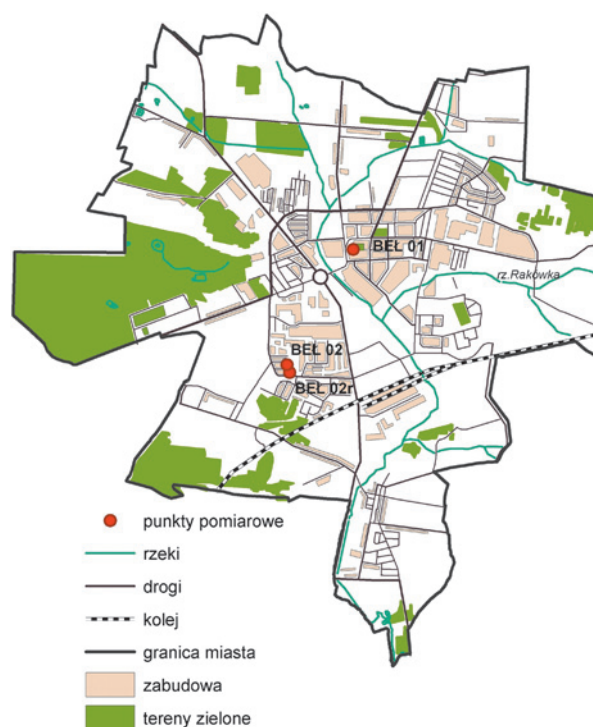 BEŁ 01
rz.Rakówka
BEŁ 02
BEŁ 02r
punkty pomiarowe
rzeki
drogi
kolej
granica miasta
zabudowa
tereny zielone